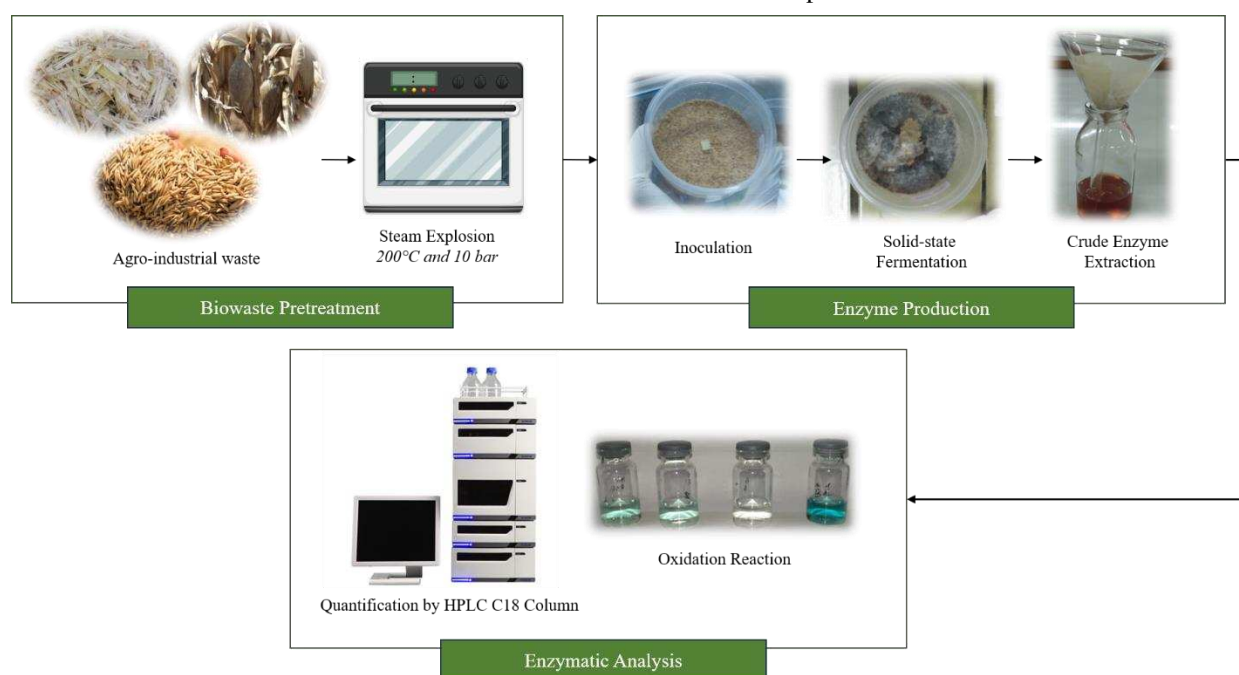 Agro-industrial waste
Steam Explosion
200°C and 10 bar
Biowaste Pretreatment
Inoculation
Solid-state
Fermentation
Crude Enzyme
Extraction
Enzyme Production
Quantification by HPLC C18 Column
Oxidation Reaction
Enzymatic Analysis